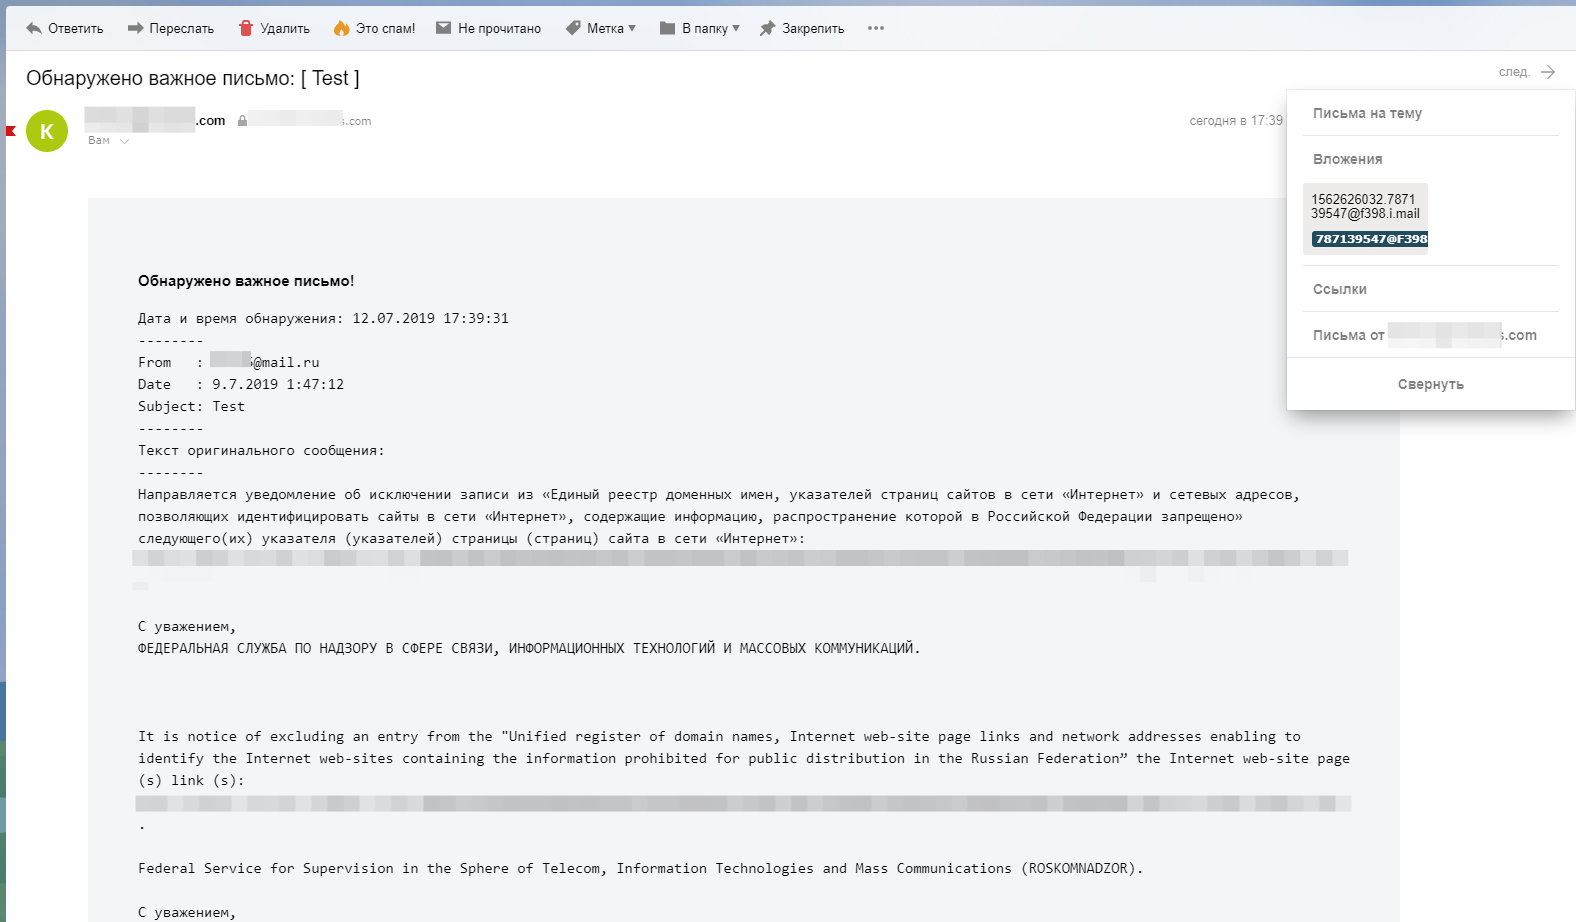 Ответить Переслать Удалить Это спам! Не прочитано Метка В папку Закрепить
Обнаружено важное письмо: [ Test ]
след.
К
.com
.com
Вам
сегодня в 17:39
Обнаружено важное письмо!
Дата и время обнаружения: 12.07.2019 17:39:31
--------
From : @mail.ru
Date : 9.7.2019 1:47:12
Subject: Test
--------
Текст оригинального сообщения:
--------
Направляется уведомление об исключении записи из «Единый реестр доменных имен, указателей страниц сайтов в сети «Интернет» и сетевых адресов,
позволяющих идентифицировать сайты в сети «Интернет», содержащие информацию, распространение которой в Российской Федерации запрещено»
следующего(их) указателя (указателей) страницы (страниц) сайта в сети «Интернет»:
С уважением,
ФЕДЕРАЛЬНАЯ СЛУЖБА ПО НАДЗОРУ В СФЕРЕ СВЯЗИ, ИНФОРМАЦИОННЫХ ТЕХНОЛОГИЙ И МАССОВЫХ КОММУНИКАЦИЙ.
It is notice of excluding an entry from the "Unified register of domain names, Internet web-site page links and network addresses enabling to
identify the Internet web-sites containing the information prohibited for public distribution in the Russian Federation” the Internet web-site page
(s) link (s):
.
Federal Service for Supervision in the Sphere of Telecom, Information Technologies and Mass Communications (ROSKOMNADZOR).
С уважением,
Письма на тему
Вложения
1562626032.7871
39547@f398.i.mail
787139547@F398
Ссылки
Письма от s.com
Свернуть